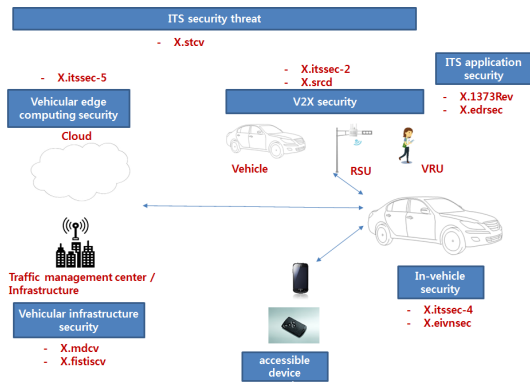 ITS security threat
- X.stcv
- X.itssec-5
Vehicular edge
computing security
Cloud
- X.itssec-2
- X.srcd
V2X security
Vehicle
RSU
VRU
ITS application
security
- X.1373Rev
- X.edrsec
Traffic management center /
Infrastructure
Vehicular infrastructure
security
- X.mdcv
- X.fistiscv
accessible
device
In-vehicle
security
- X.itssec-4
- X.eivnsec